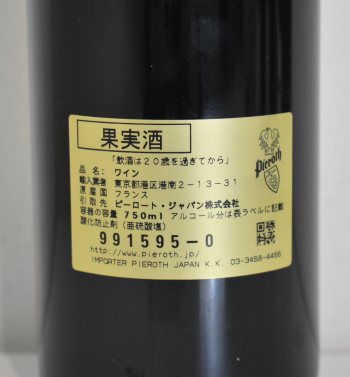 果実酒
「飲酒は20歳を過ぎてから」
Pieroth
品名: ワイン
輸入業者 東京都港区港南2-13-31
原産国 フランス
引取先 ピーロート・ジャパン株式会社
容器の容量 750ml アルコール分は表ラベルに記載
酸化防止剤(亜硫酸塩)
991595-0
http://www.pieroth.jp/
IMPORTER PIEROTH JAPAN K.K. 03-3458-4455